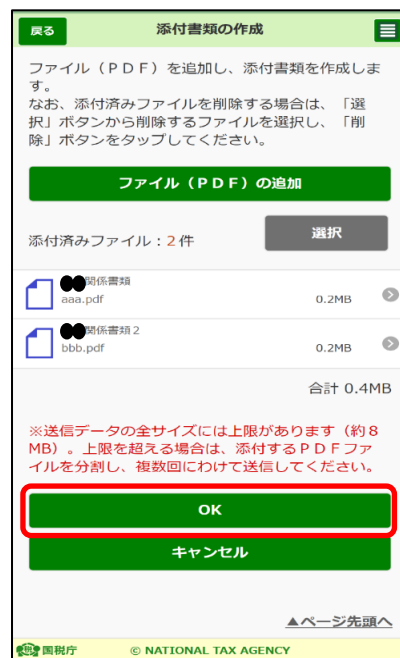 戻る 添付書類の作成
ファイル（ＰＤＦ）を追加し、添付書類を作成しま
す。
なお、添付済みファイルを削除する場合は、「選
択」ボタンから削除するファイルを選択し、「削
除」ボタンをタップしてください。
ファイル（ＰＤＦ）の追加
添付済みファイル：2件 選択
関係書類
aaa.pdf 0.2MB
関係書類２
bbb.pdf 0.2MB
合計 0.4MB
※送信データの全サイズには上限があります（約８
MB）。上限を超える場合は、添付するＰＤＦファ
イルを分割し、複数回にわけて送信してください。
OK
キャンセル
▲ページ先頭へ
国税庁 © NATIONAL TAX AGENCY